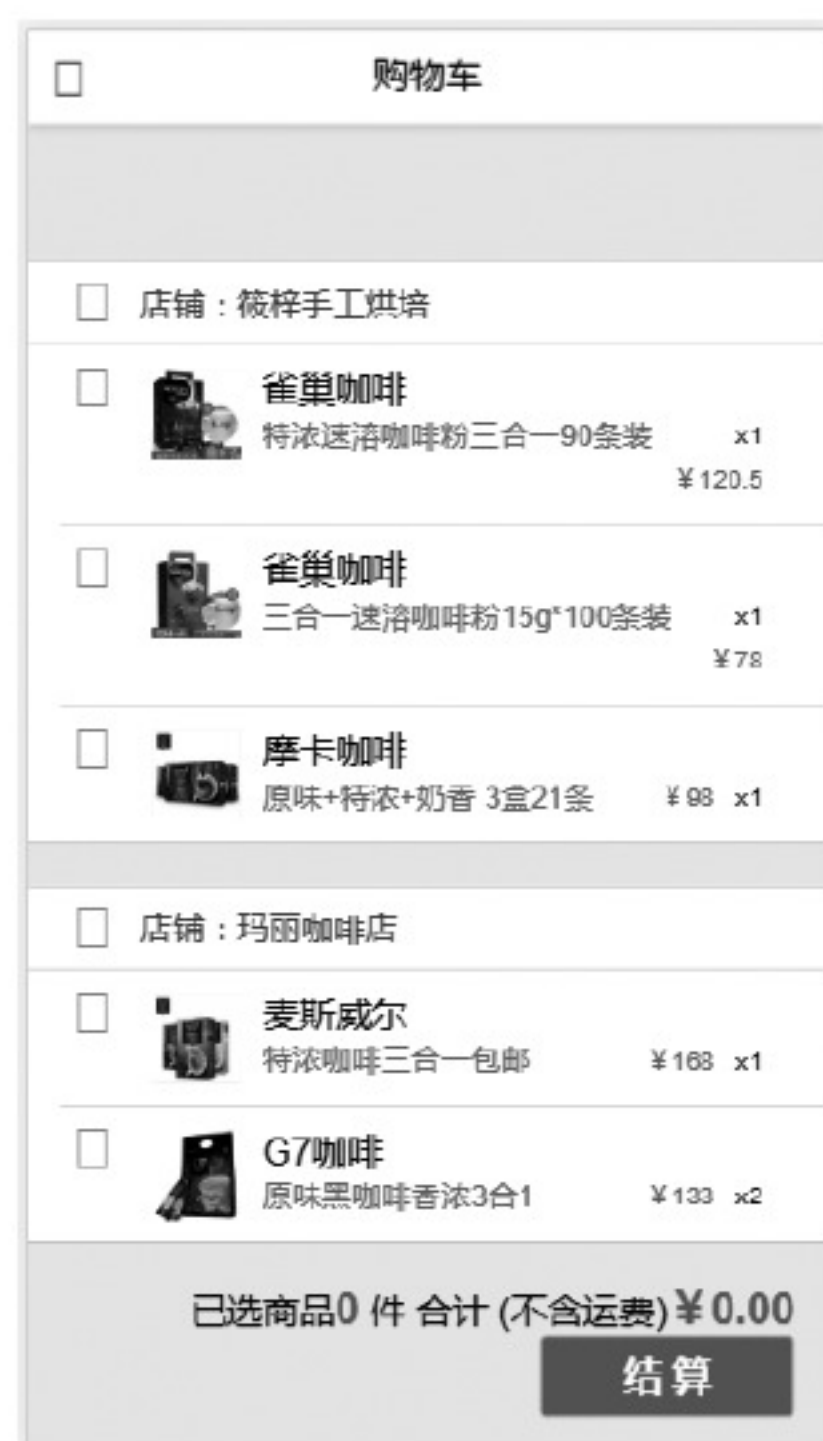 购物车
店铺：筱梓手工烘培
雀巢咖啡
特浓速溶咖啡粉三合一90条装 x1
¥120.5
雀巢咖啡
三合一速溶咖啡粉15g*100条装 x1
¥78
摩卡咖啡
原味+特浓+奶香 3盒21条 ¥98 x1
店铺：玛丽咖啡店
麦斯威尔
特浓咖啡三合一包邮 ¥168 x1
G7咖啡
原味黑咖啡香浓3合1 ¥133 x2
已选商品0 件 合计 (不含运费) ¥0.00
结算